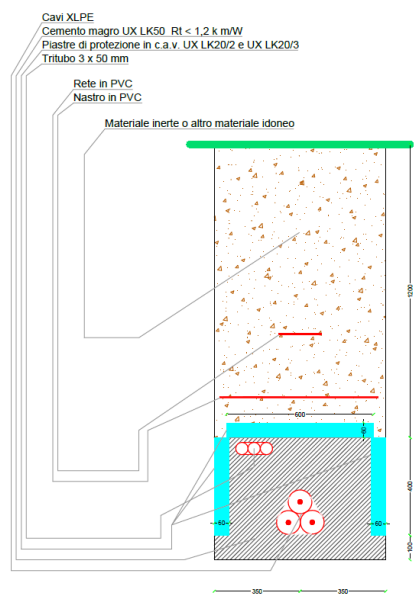 Cavi XLPE
Cemento magro UX LK50 Rt < 1,2 k m/W
Piastre di protezione in c.a.v. UX LK20/2 e UX LK20/3
Tritubo 3 x 50 mm
Rete in PVC
Nastro in PVC
Materiale inerte o altro materiale idoneo
1200
600
60
600
60
60
100
350
350